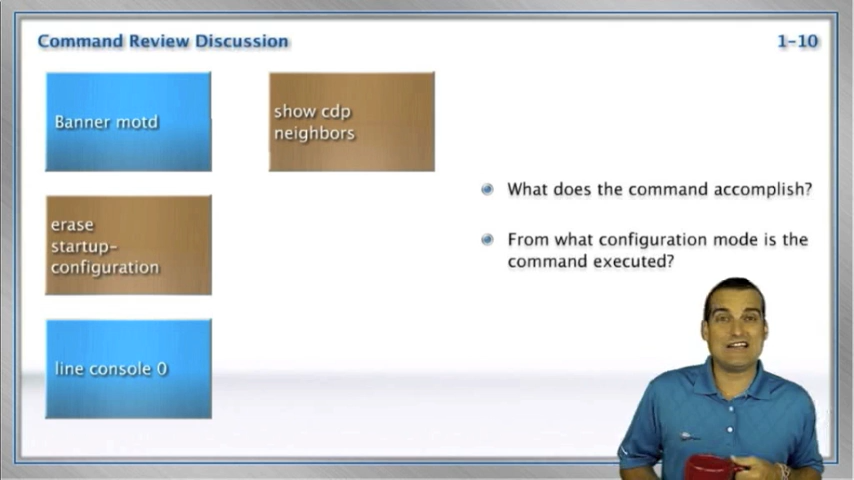 Command Review Discussion
1-10
Banner motd
show cdp
neighbors
erase
startup-
configuration
line console 0
What does the command accomplish?
From what configuration mode is the
command executed?